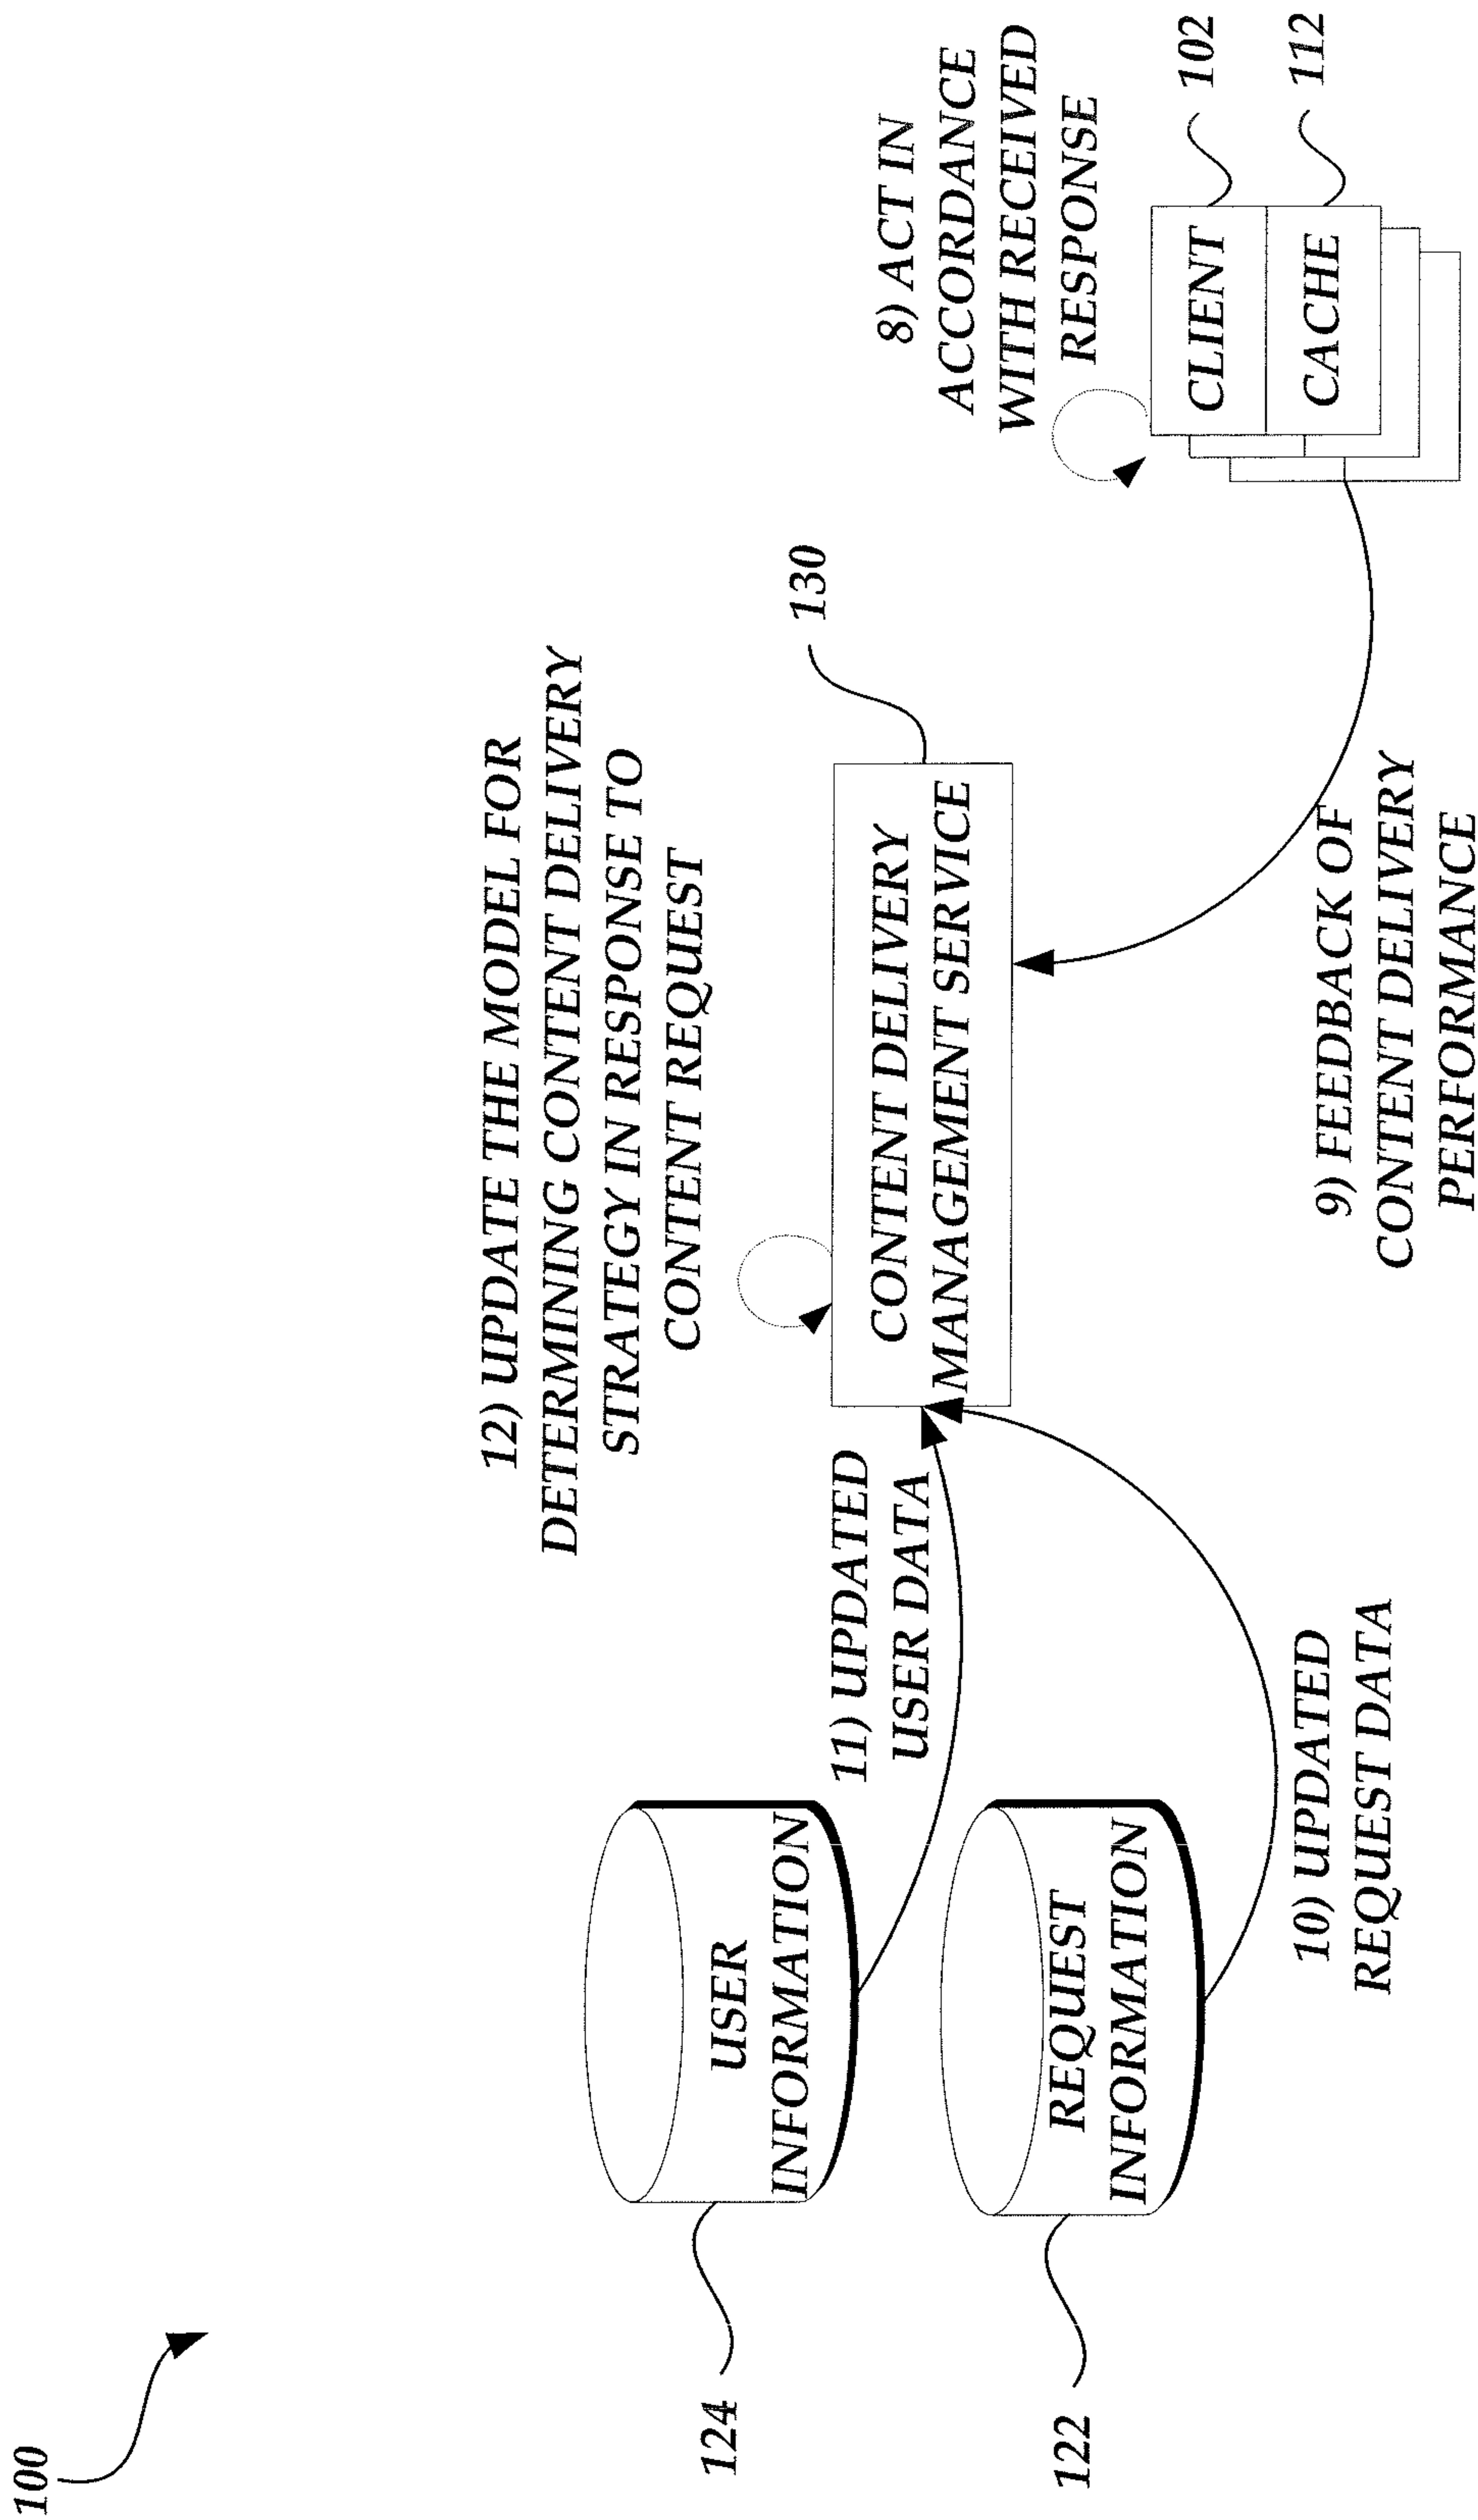 100
12) UPDATE THE MODEL FOR
DETERMINING CONTENT DELIVERY
STRATEGY IN RESPONSE TO
CONTENT REQUEST
124
USER
INFORMATION
11) UPDATED
USER DATA
CONTENT DELIVERY
MANAGEMENT SERVICE
130
8) ACT IN
ACCORDANCE
WITH RECEIVED
RESPONSE
122
REQUEST
INFORMATION
10) UPDATED
REQUEST DATA
9) FEEDBACK OF
CONTENT DELIVERY
PERFORMANCE
CLIENT
102
CACHE
112